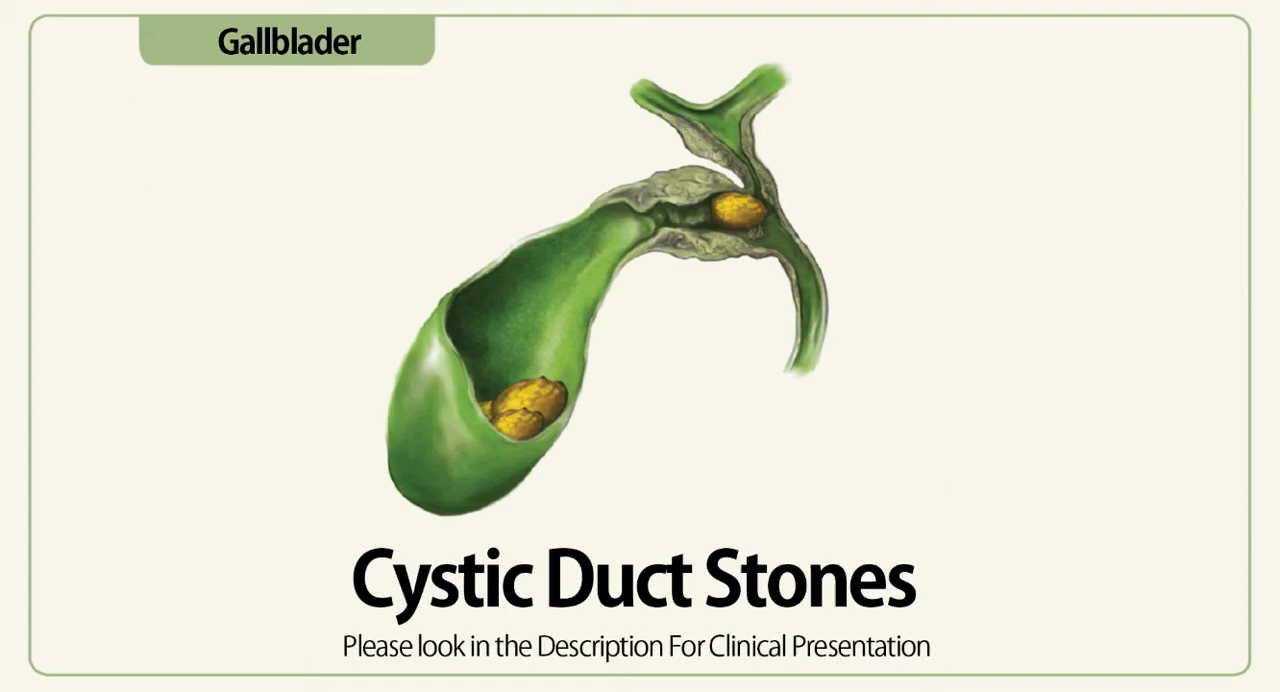 Gallblader
Cystic Duct Stones
Please look in the Description For Clinical Presentation